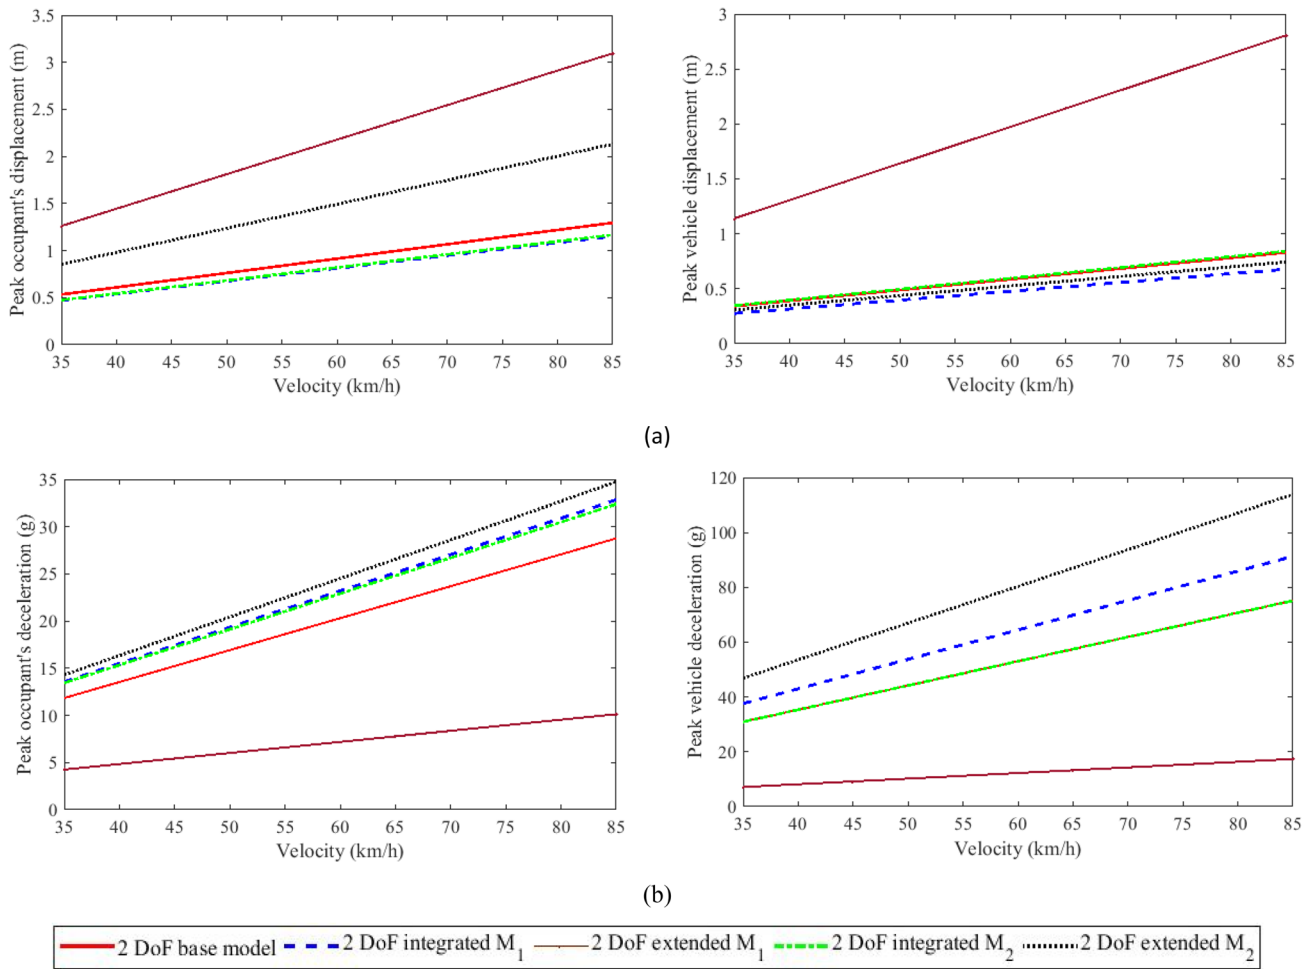 Peak occupant's displacement (m)
3.5
3
2.5
2
1.5
1
0.5
0
35 40 45 50 55 60 65 70 75 80 85
Velocity (km/h)
Peak vehicle displacement (m)
3
2.5
2
1.5
1
0.5
0
35 40 45 50 55 60 65 70 75 80 85
Velocity (km/h)
(a)
Peak occupant's deceleration (g)
35
30
25
20
15
10
5
0
35 40 45 50 55 60 65 70 75 80 85
Velocity (km/h)
Peak vehicle deceleration (g)
120
100
80
60
40
20
0
35 40 45 50 55 60 65 70 75 80 85
Velocity (km/h)
(b)
2 DoF base model 2 DoF integrated M1 2 DoF extended M1 2 DoF integrated M2 2 DoF extended M2